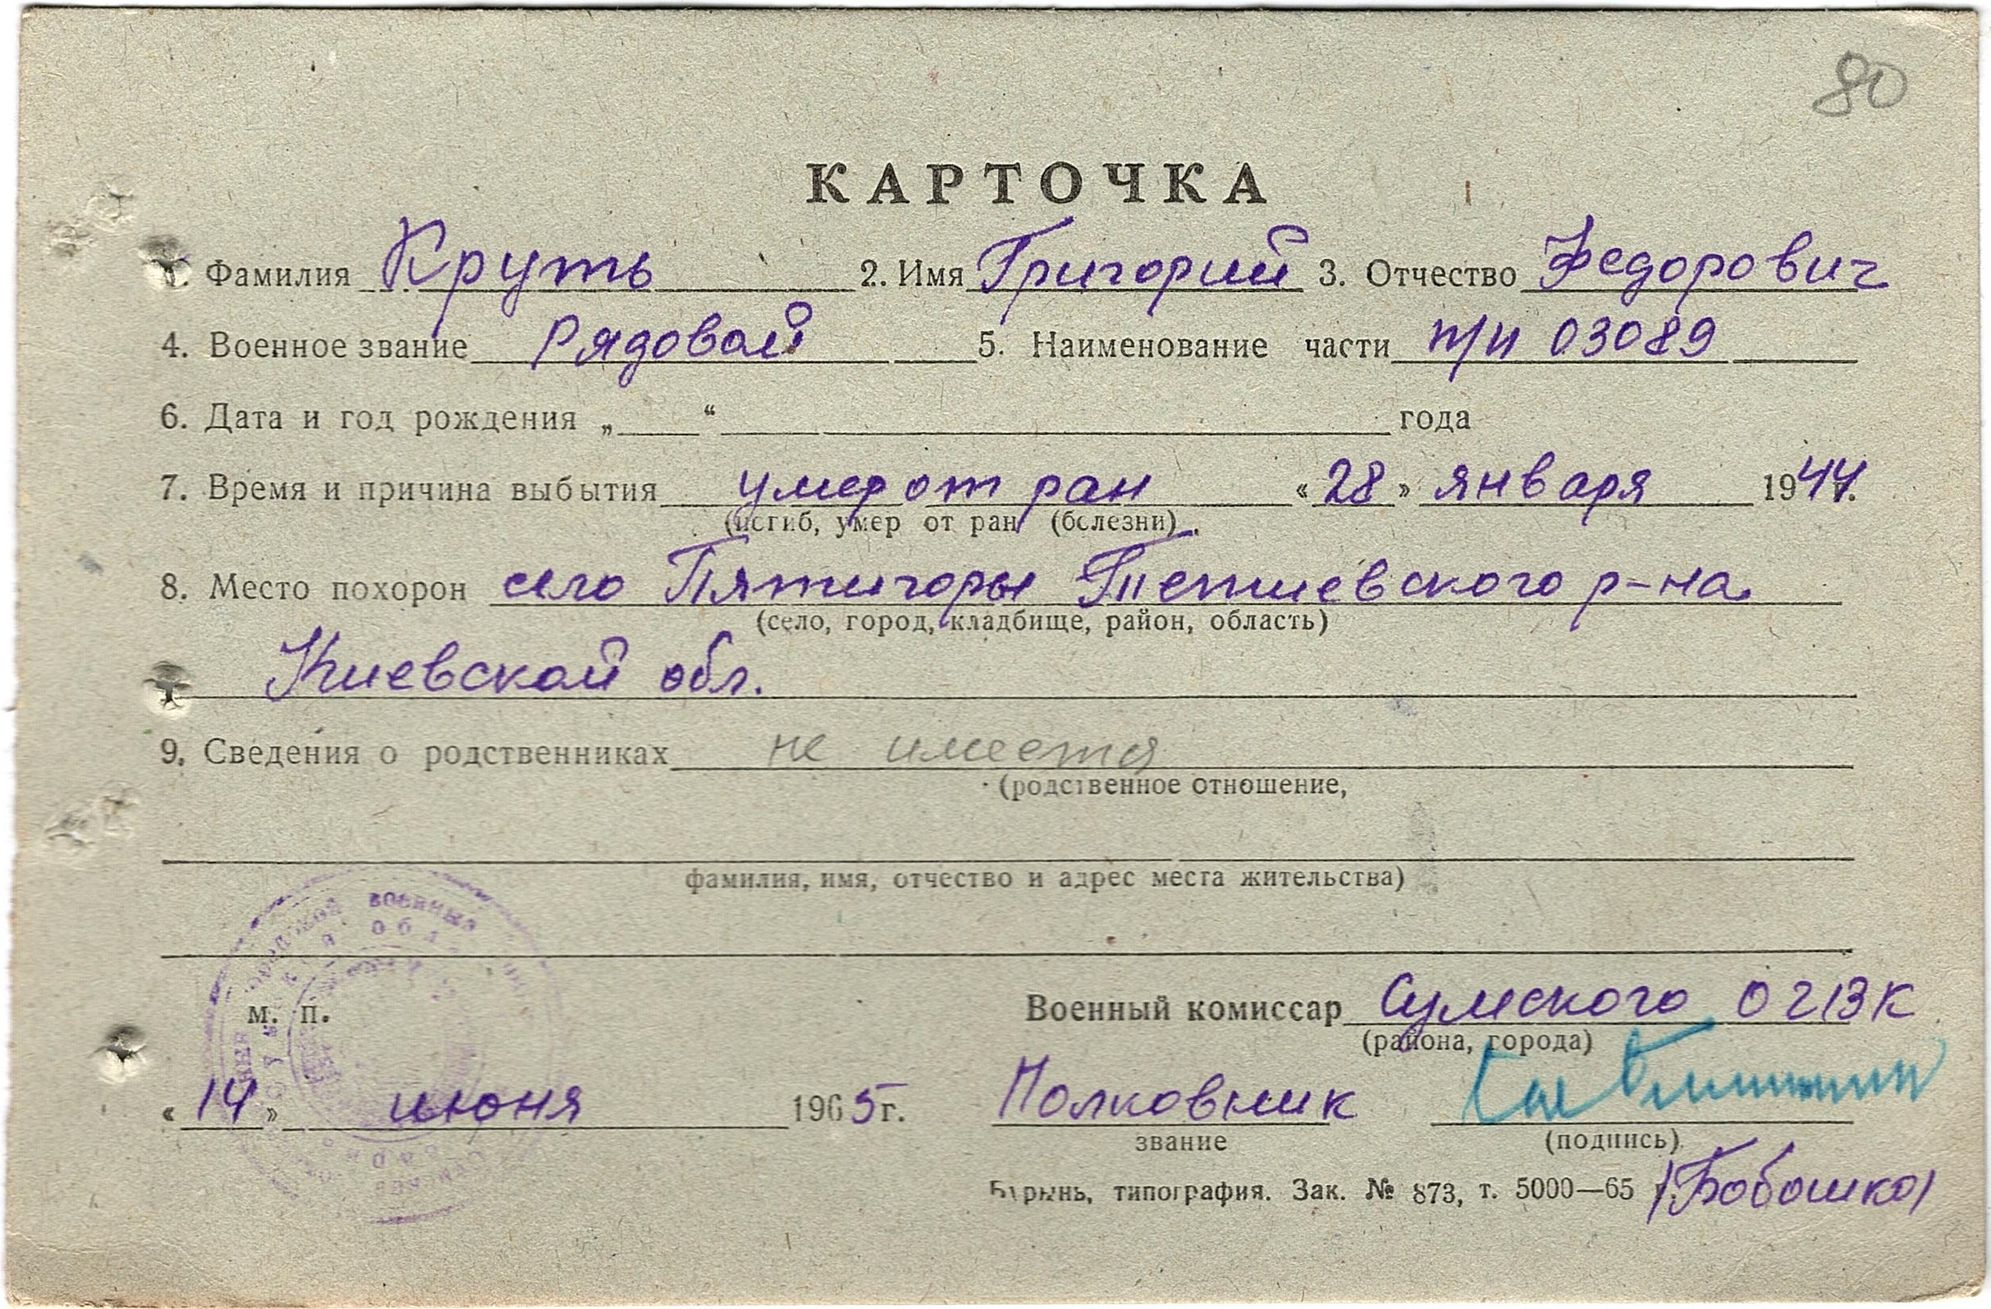 80
КАРТОЧКА
1. Фамилия Круть 2. Имя Григорий 3. Отчество Федорович
4. Военное звание Рядовой 5. Наименование части п/п 03089
6. Дата и год рождения „ “ года
7. Время и причина выбытия умер от ран «28» января 1944 г.
(погиб, умер от ран (болезни)
8. Место похорон село Пятигоры Тетиевского р-на
(село, город, кладбище, район, область)
Киевской обл.
9. Сведения о родственниках не имеется
(родственное отношение,
фамилия, имя, отчество и адрес места жительства)
м. п.
Военный комиссар Сумского ОГВК
(района, города)
«14» июня 1965 г. Полковник
звание (подпись)
Бурынь, типография. Зак. № 873, т. 5000—65 г. /Бобошко/